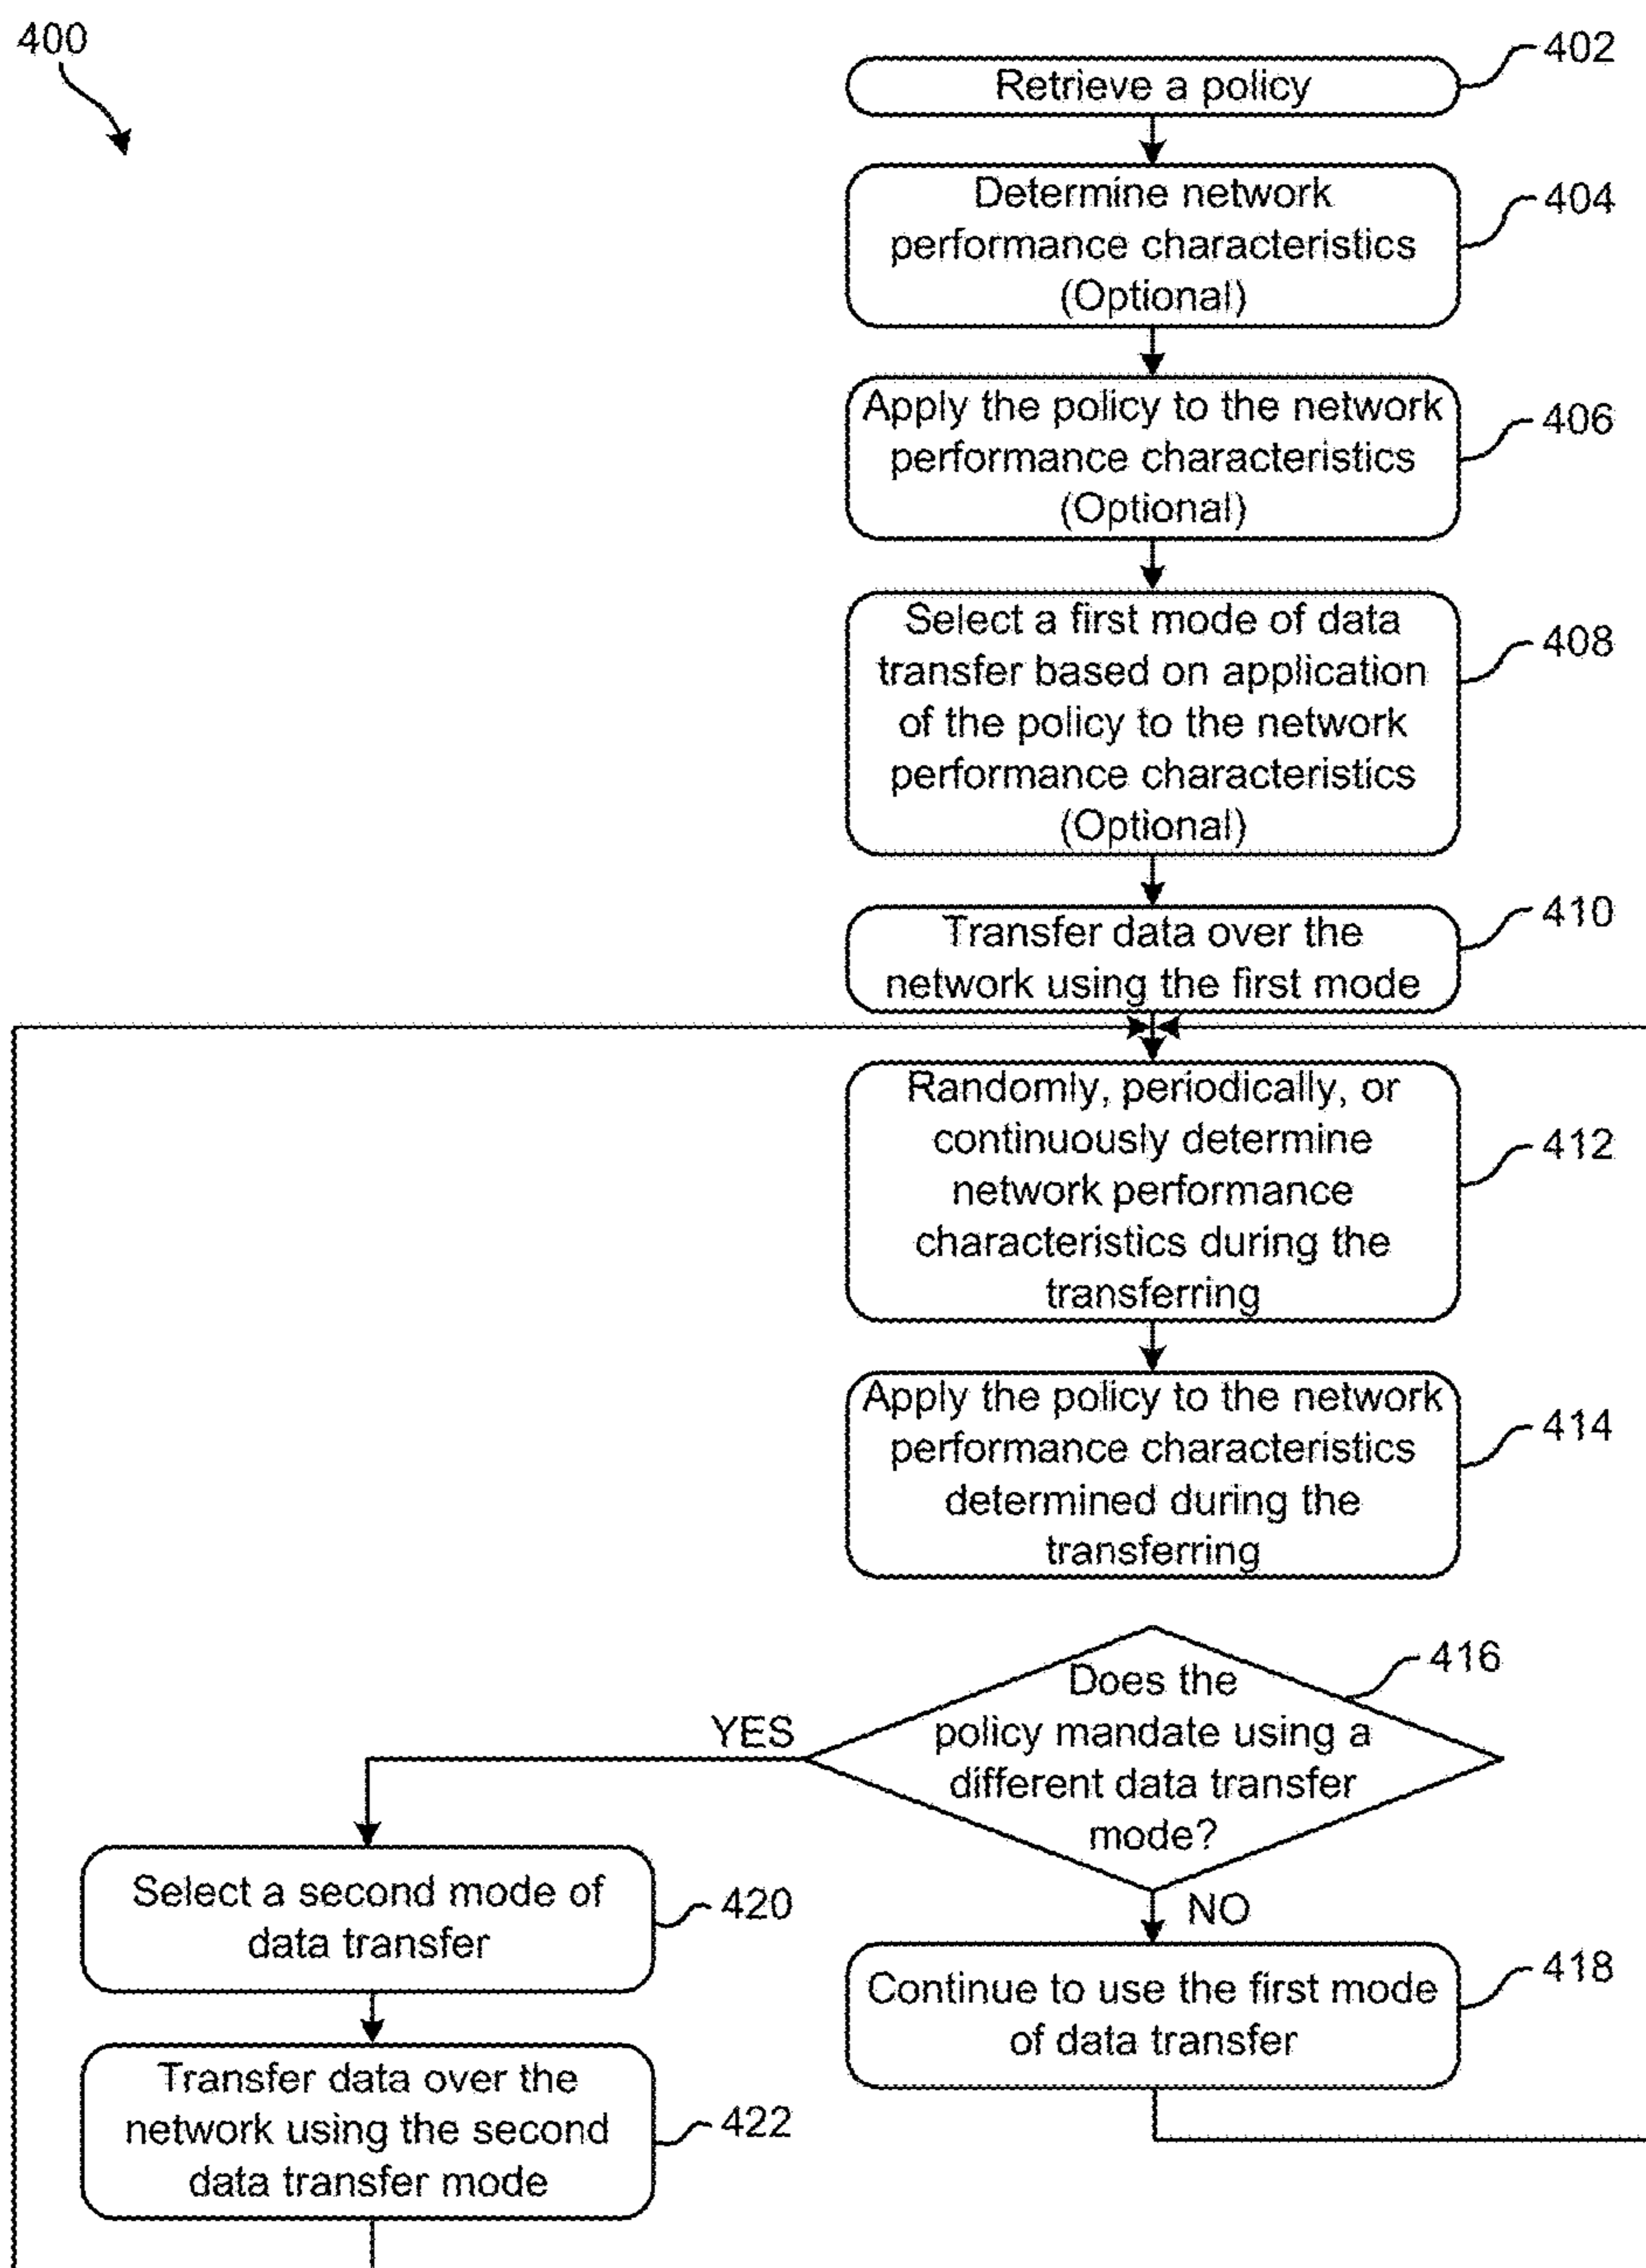 400
402
Retrieve a policy
404
Determine network
performance characteristics
(Optional)
406
Apply the policy to the network
performance characteristics
(Optional)
408
Select a first mode of data
transfer based on application
of the policy to the network
performance characteristics
(Optional)
410
Transfer data over the
network using the first mode
412
Randomly, periodically, or
continuously determine
network performance
characteristics during the
transferring
414
Apply the policy to the network
performance characteristics
determined during the
transferring
416
Does the
policy mandate using a
different data transfer
mode?
YES
NO
420
Select a second mode of
data transfer
418
Continue to use the first mode
of data transfer
422
Transfer data over the
network using the second
data transfer mode